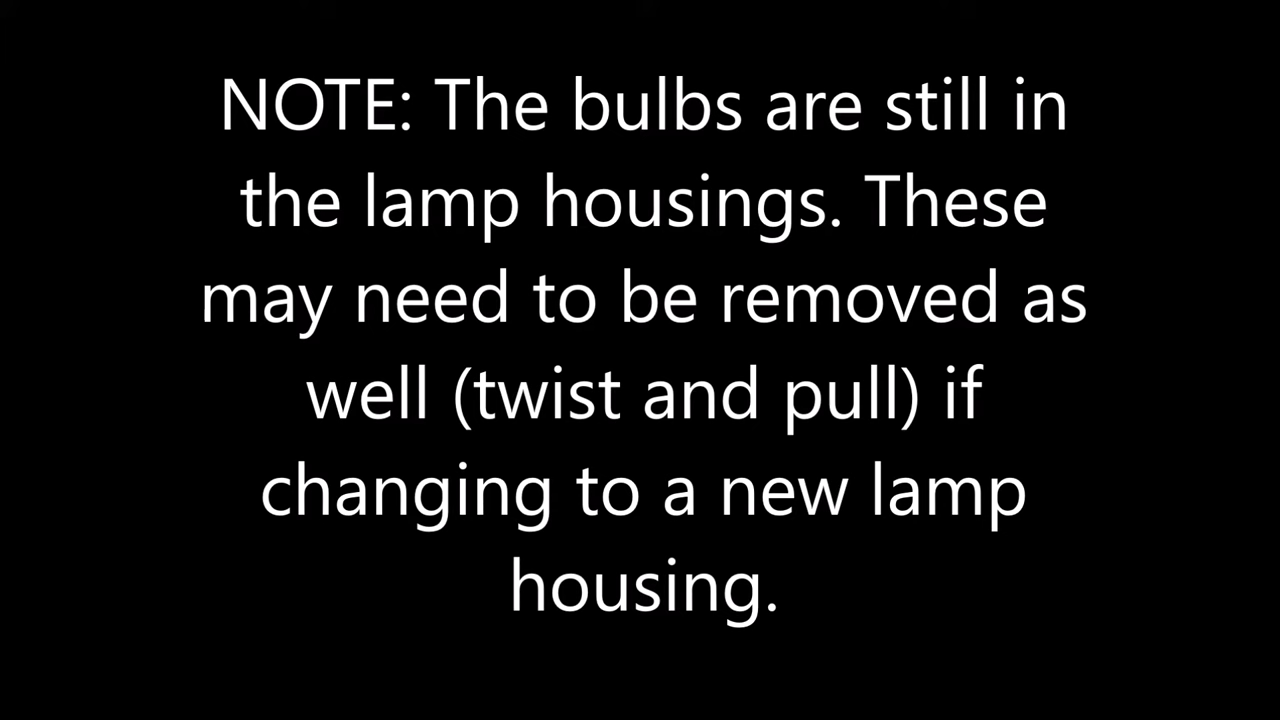 NOTE: The bulbs are still in
the lamp housings. These
may need to be removed as
well (twist and pull) if
changing to a new lamp
housing.